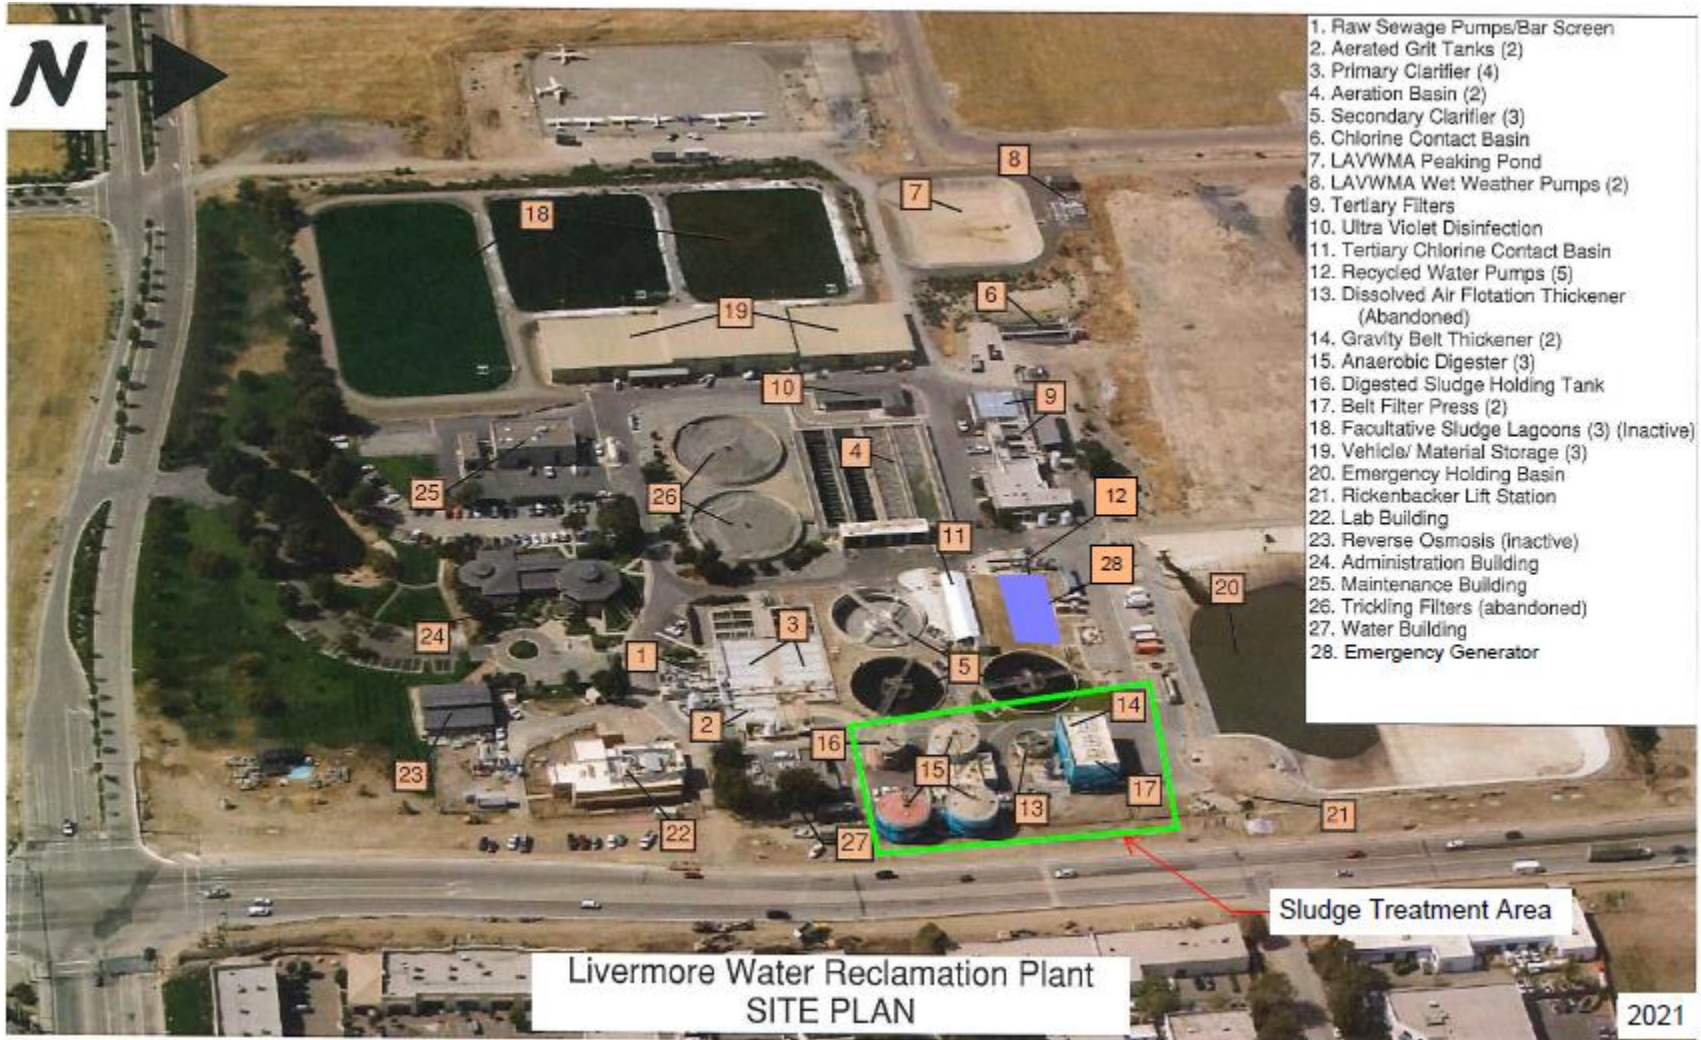 N
1. Raw Sewage Pumps/Bar Screen
2. Aerated Grit Tanks (2)
3. Primary Clarifier (4)
4. Aeration Basin (2)
5. Secondary Clarifier (3)
6. Chlorine Contact Basin
7. LAVWMA Peaking Pond
8. LAVWMA Wet Weather Pumps (2)
9. Tertiary Filters
10. Ultra Violet Disinfection
11. Tertiary Chlorine Contact Basin
12. Recycled Water Pumps (5)
13. Dissolved Air Flotation Thickener
(Abandoned)
14. Gravity Belt Thickener (2)
15. Anaerobic Digester (3)
16. Digested Sludge Holding Tank
17. Belt Filter Press (2)
18. Facultative Sludge Lagoons (3) (Inactive)
19. Vehicle/ Material Storage (3)
20. Emergency Holding Basin
21. Rickenbacker Lift Station
22. Lab Building
23. Reverse Osmosis (inactive)
24. Administration Building
25. Maintenance Building
26. Trickling Filters (abandoned)
27. Water Building
28. Emergency Generator
8
7
18
6
19
10
9
4
25
26
12
11
28
20
3
24
1
5
14
2
16
15
23
17
13
21
22
27
Sludge Treatment Area
Livermore Water Reclamation Plant
SITE PLAN
2021